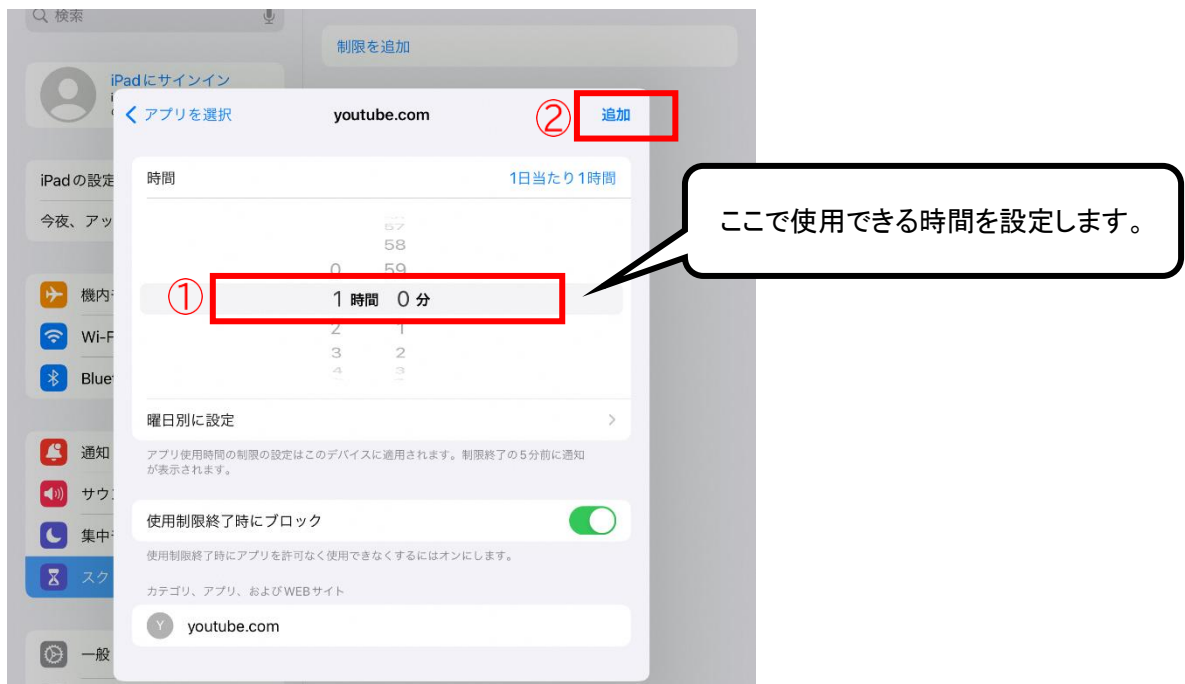 検索
制限を追加
iPadにサインイン
アプリを選択
youtube.com
②
追加
iPadの設定
時間
1日当たり1時間
ここで使用できる時間を設定します。
今夜、アッ
57
58
0 59
①
1 時間 0 分
2 1
3 2
4 3
機内
Wi-F
Blue
曜日別に設定
アプリ使用時間の制限の設定はこのデバイスに適用されます。制限終了の5分前に通知
が表示されます。
通知
サウ
使用制限終了時にブロック
集中
使用制限終了時にアプリを許可なく使用できなくするにはオンにします。
スク
カテゴリ、アプリ、およびWEBサイト
Y youtube.com
一般